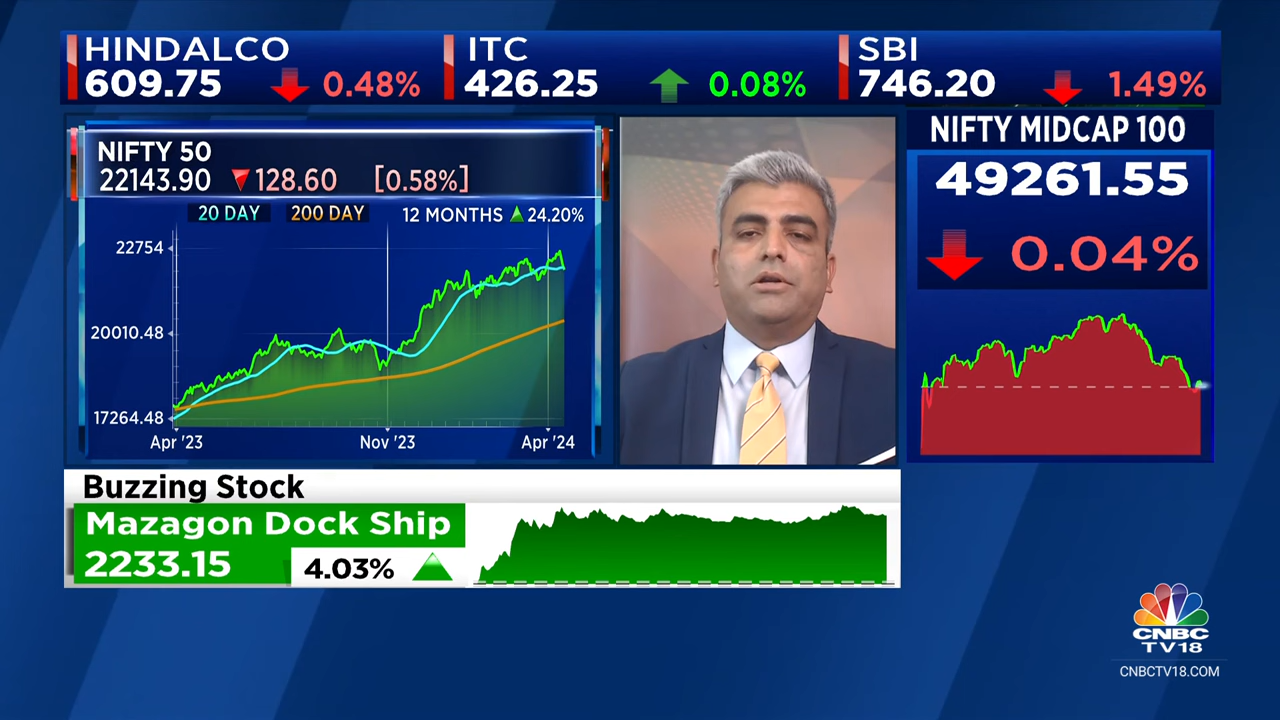 HINDALCO
609.75 0.48%
ITC
426.25 0.08%
SBI
746.20 1.49%
NIFTY 50
22143.90 128.60 [0.58%]
20 DAY 200 DAY 12 MONTHS 24.20%
22754
20010.48
17264.48
Apr '23 Nov '23 Apr '24
NIFTY MIDCAP 100
49261.55
0.04%
Buzzing Stock
Mazagon Dock Ship
2233.15 4.03%
CNBC
TV18
CNBCTV18.COM